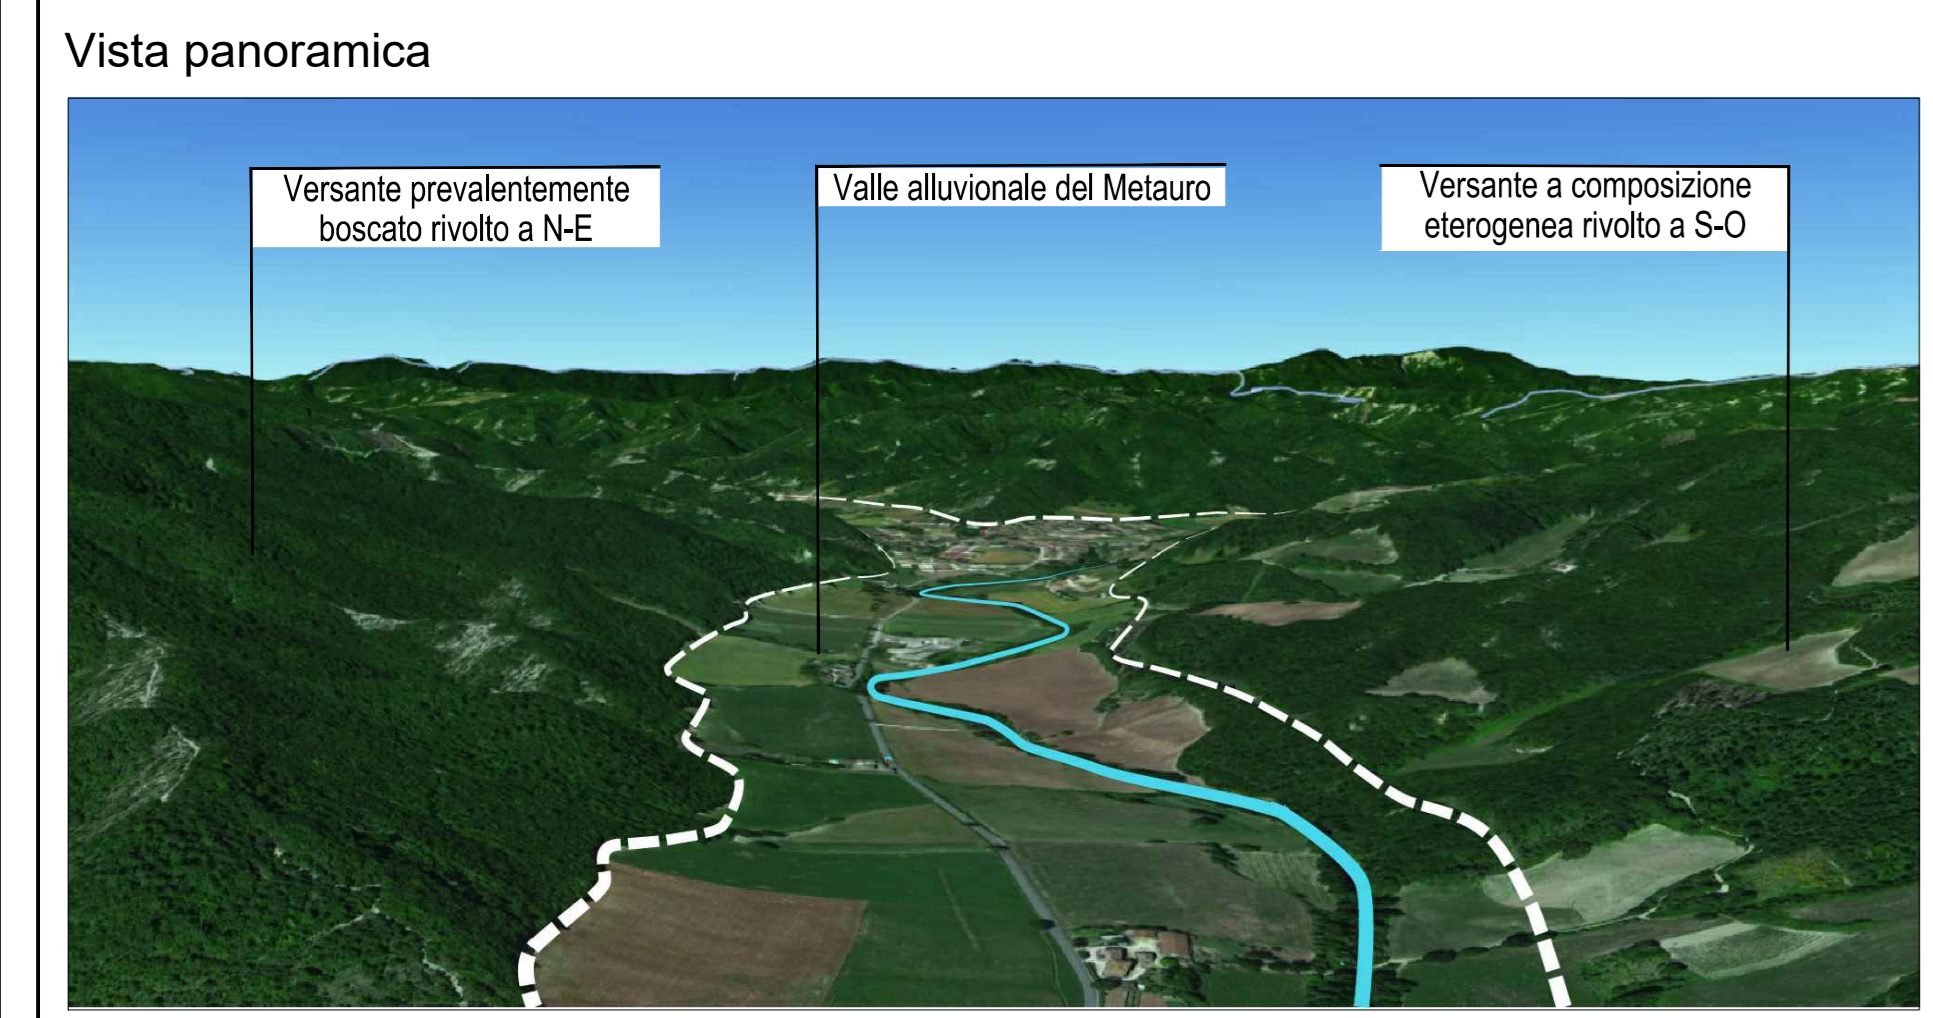 Vista panoramica
Versante prevalentemente
boscato rivolto a N-E
Valle alluvionale del Metauro
Versante a composizione
eterogenea rivolto a S-O